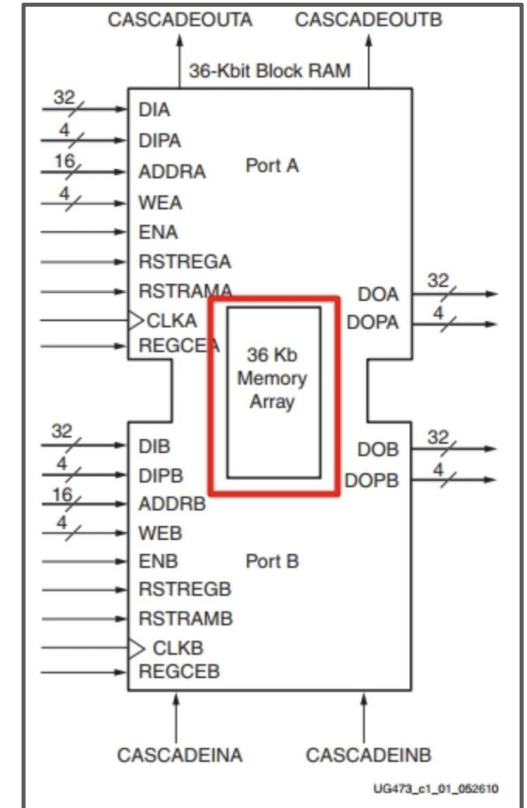 CASCADEOUTA CASCADEOUTB
36-Kbit Block RAM
32
DIA
4
DIPA
16
ADDRA
Port A
4
WEA
ENA
RSTREGA
RSTRAMA
CLKA
REGCEA
DOA
32
DOPA
4
36 Kb
Memory
Array
32
DIB
4
DIPB
16
ADDRB
4
WEB
ENB
Port B
RSTREGB
RSTRAMB
CLKB
REGCEB
DOB
32
DOPB
4
CASCADEINA CASCADEINB
UG473_c1_01_052610